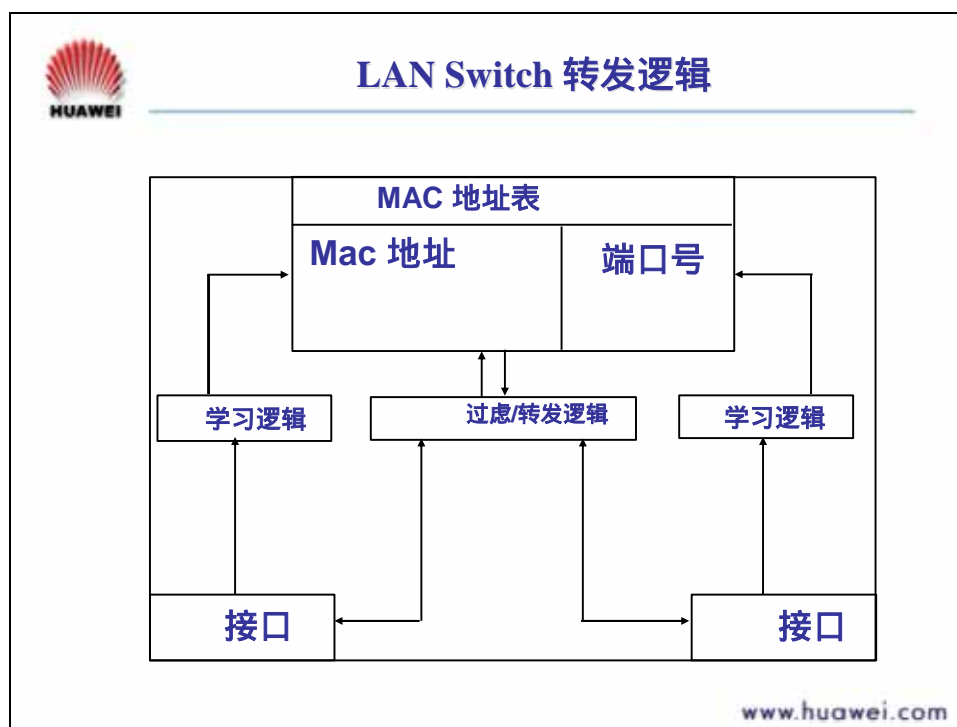 HUAWEI
LAN Switch 转发逻辑
MAC 地址表
Mac 地址
端口号
学习逻辑
过虑/转发逻辑
学习逻辑
接口
接口
www.huawei.com